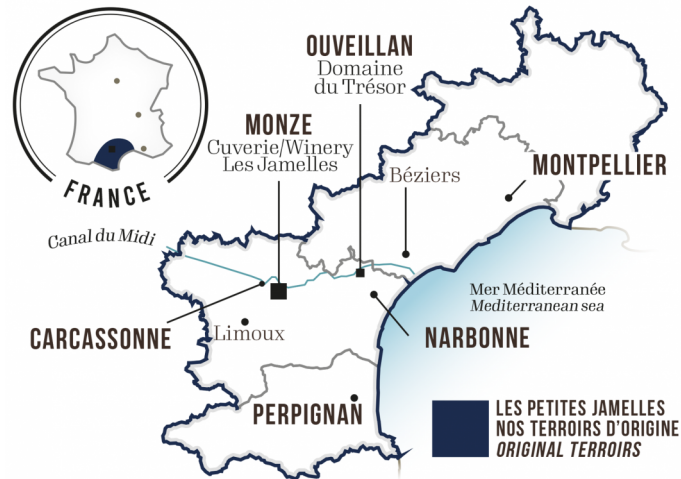 OUVEILLAN
Domaine
du Trésor
MONZE
Cuverie/Winery
Les Jamelles
Béziers
MONTPELLIER
FRANCE
Canal du Midi
Mer Méditerranée
Mediterranean sea
CARCASSONNE
Limoux
NARBONNE
PERPIGNAN
LES PETITES JAMELLES
NOS TERROIRS D'ORIGINE
ORIGINAL TERROIRS